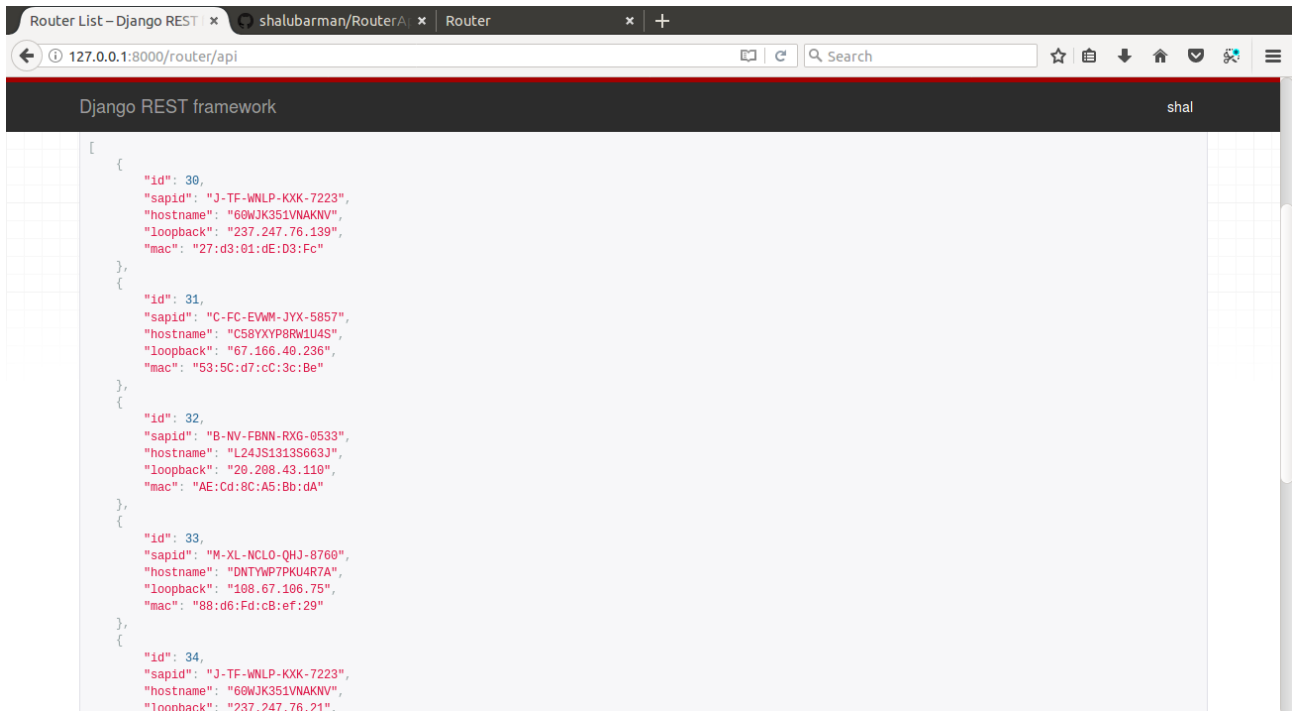 Router List – Django REST
shalubarman/RouterA
Router
127.0.0.1:8000/router/api
Search
Django REST framework
shal
[
{
"id": 30,
"sapid": "J-TF-WNLP-KXK-7223",
"hostname": "60WJK351VNAKNV",
"loopback": "237.247.76.139",
"mac": "27:d3:01:dE:D3:Fc"
},
{
"id": 31,
"sapid": "C-FC-EVWM-JYX-5857",
"hostname": "C58YXYP8RW1U4S",
"loopback": "67.166.40.236",
"mac": "53:5C:d7:cC:3c:Be"
},
{
"id": 32,
"sapid": "B-NV-FBNN-RXG-0533",
"hostname": "L24JS1313S663J",
"loopback": "20.208.43.110",
"mac": "AE:Cd:8C:A5:Bb:dA"
},
{
"id": 33,
"sapid": "M-XL-NCLO-QHJ-8760",
"hostname": "DNTYWP7PKU4R7A",
"loopback": "108.67.106.75",
"mac": "88:d6:Fd:cB:ef:29"
},
{
"id": 34,
"sapid": "J-TF-WNLP-KXK-7223",
"hostname": "60WJK351VNAKNV",
"loopback": "237.247.76.21",